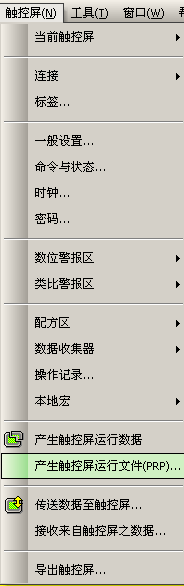 触控屏(N) 工具(T) 窗口(W)
当前触控屏
连接
标签...
一般设置...
命令与状态...
时钟...
密码...
数位警报区
类比警报区
配方区
数据收集器
操作记录...
本地宏
产生触控屏运行数据
产生触控屏运行文件(PRP)...
传送数据至触控屏...
接收来自触控屏之数据...
导出触控屏...